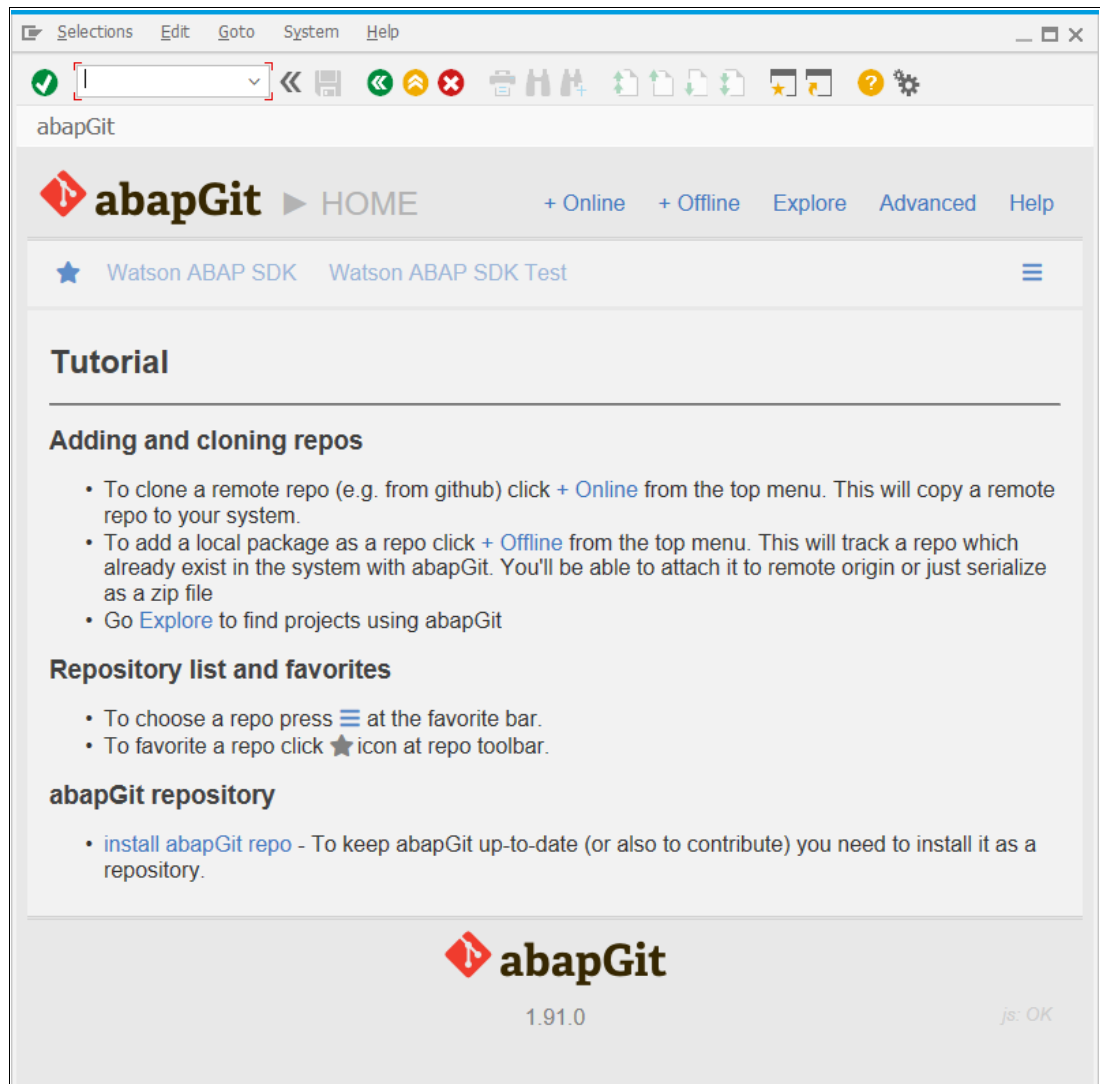 Selections Edit Goto System Help
abapGit
abapGit ► HOME + Online + Offline Explore Advanced Help
Watson ABAP SDK Watson ABAP SDK Test
Tutorial
Adding and cloning repos
• To clone a remote repo (e.g. from github) click + Online from the top menu. This will copy a remote
repo to your system.
• To add a local package as a repo click + Offline from the top menu. This will track a repo which
already exist in the system with abapGit. You'll be able to attach it to remote origin or just serialize
as a zip file
• Go Explore to find projects using abapGit
Repository list and favorites
• To choose a repo press ☰ at the favorite bar.
• To favorite a repo click ★ icon at repo toolbar.
abapGit repository
• install abapGit repo - To keep abapGit up-to-date (or also to contribute) you need to install it as a
repository.
abapGit
1.91.0
js: OK